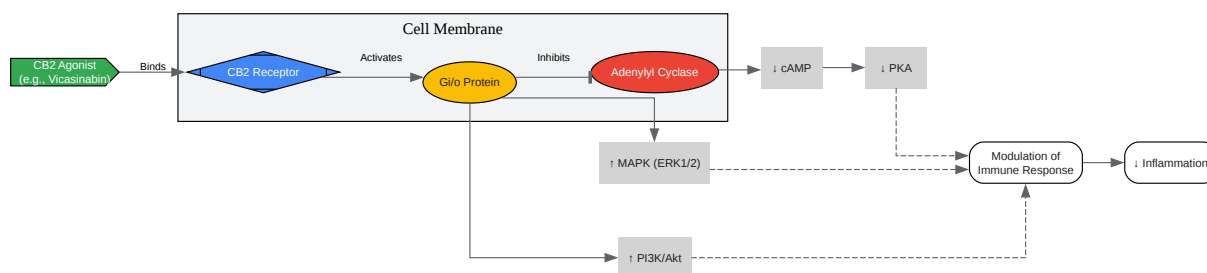 Cell Membrane
CB2 Agonist
(e.g., Vicasinabin)
Binds
CB2 Receptor
Activates
Gi/o Protein
Inhibits
Adenylyl Cyclase
↓ cAMP
↓ PKA
↑ MAPK (ERK1/2)
↑ PI3K/Akt
Modulation of
Immune Response
↓ Inflammation